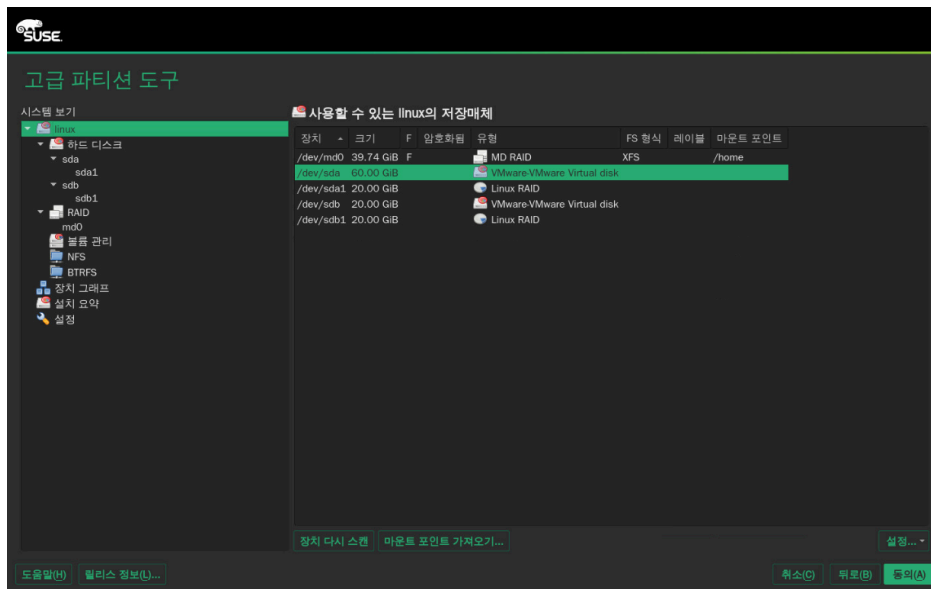 SUSE.
고급 파티션 도구
시스템 보기
linux
하드 디스크
sda
sda1
sdb
sdb1
RAID
md0
볼륨 관리
NFS
BTRFS
장치 그래프
설치 요약
설정
사용할 수 있는 linux의 저장매체
장치 크기 F 암호화됨 유형 FS 형식 레이블 마운트 포인트
/dev/md0 39.74 GiB F MD RAID XFS /home
/dev/sda 60.00 GiB VMware-VMware Virtual disk
/dev/sda1 20.00 GiB Linux RAID
/dev/sdb 20.00 GiB VMware-VMware Virtual disk
/dev/sdb1 20.00 GiB Linux RAID
장치 다시 스캔 마운트 포인트 가져오기... 설정...
도움말(H) 릴리스 정보(L)... 취소(C) 뒤로(B) 동의(A)